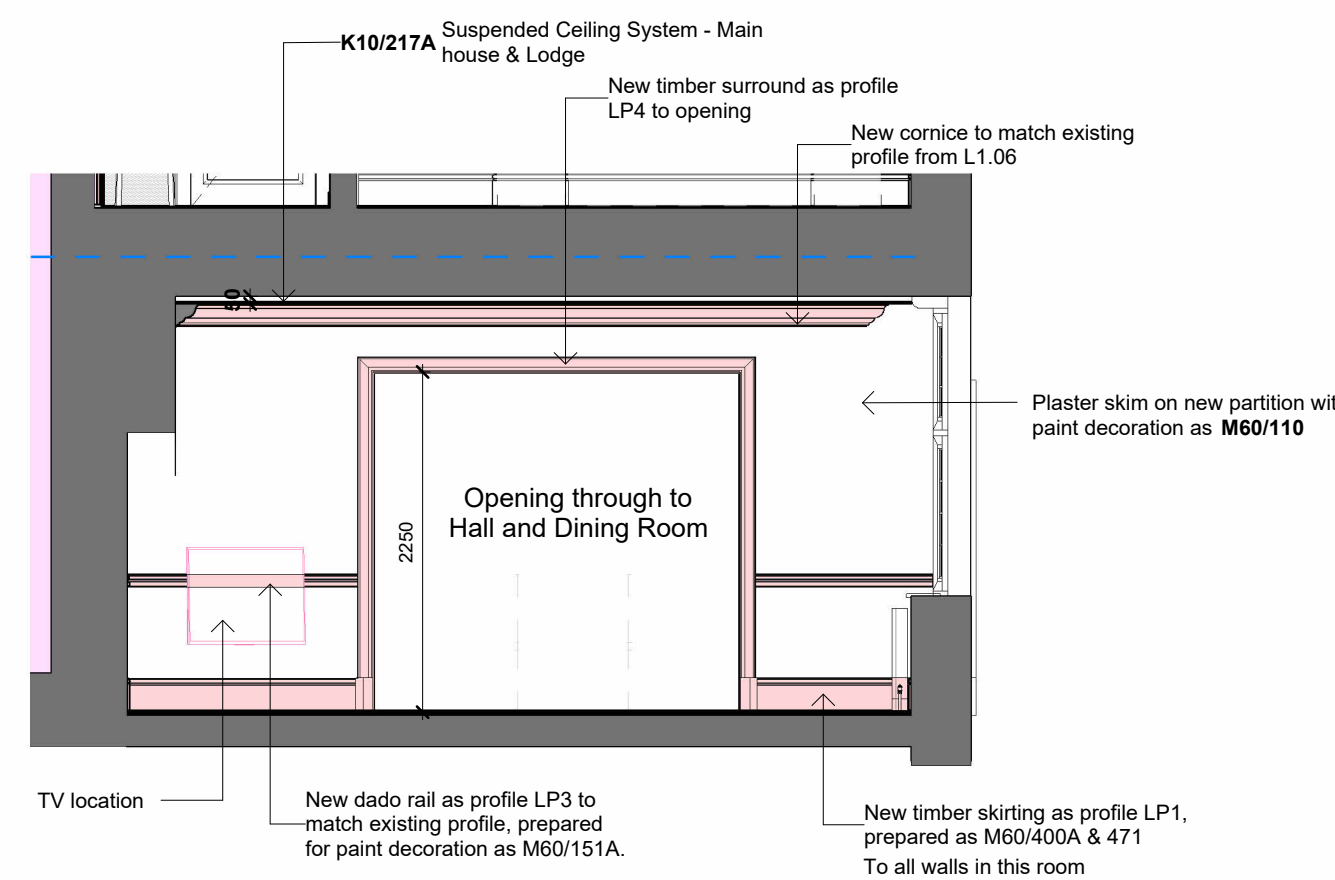 K10/217A Suspended Ceiling System - Main
house & Lodge
New timber surround as profile
LP4 to opening
New cornice to match existing
profile from L1.06
50
Plaster skim on new partition wit
paint decoration as M60/110
Opening through to
Hall and Dining Room
2250
TV location
New dado rail as profile LP3 to
match existing profile, prepared
for paint decoration as M60/151A.
New timber skirting as profile LP1,
prepared as M60/400A & 471
To all walls in this room